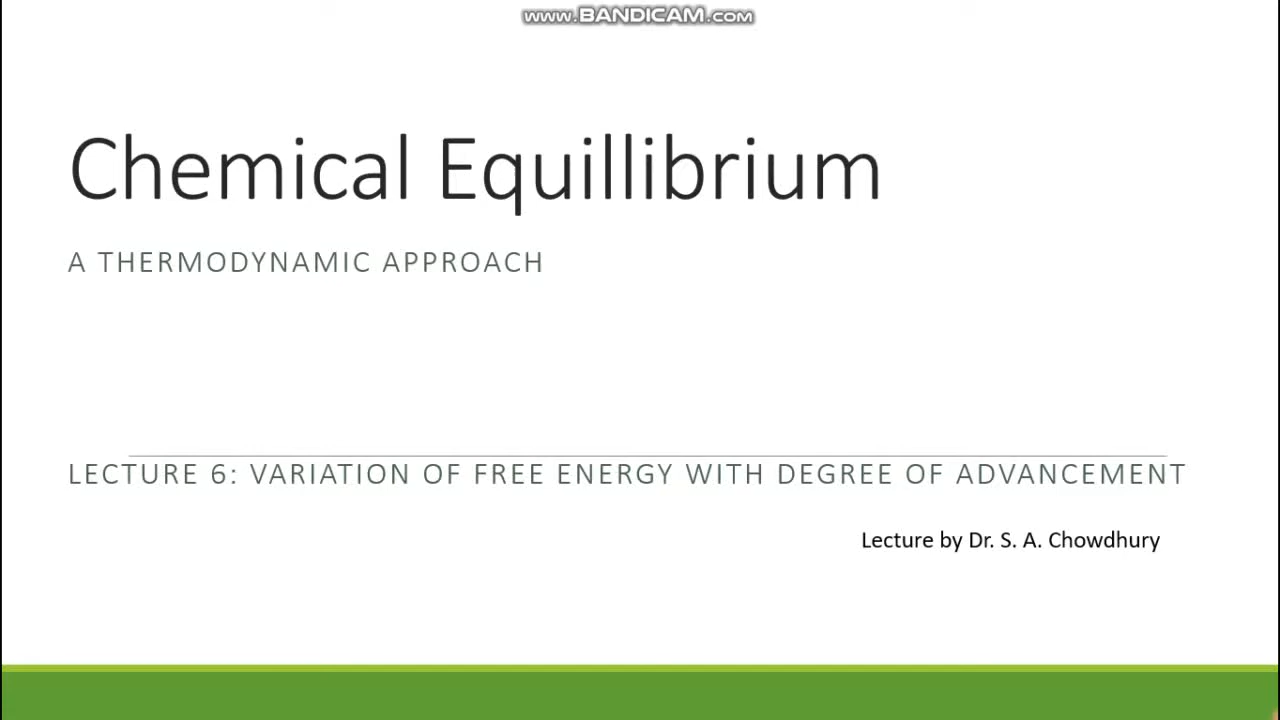 www.BANDICAM.com
Chemical Equillibrium
A THERMODYNAMIC APPROACH
LECTURE 6: VARIATION OF FREE ENERGY WITH DEGREE OF ADVANCEMENT
Lecture by Dr. S. A. Chowdhury